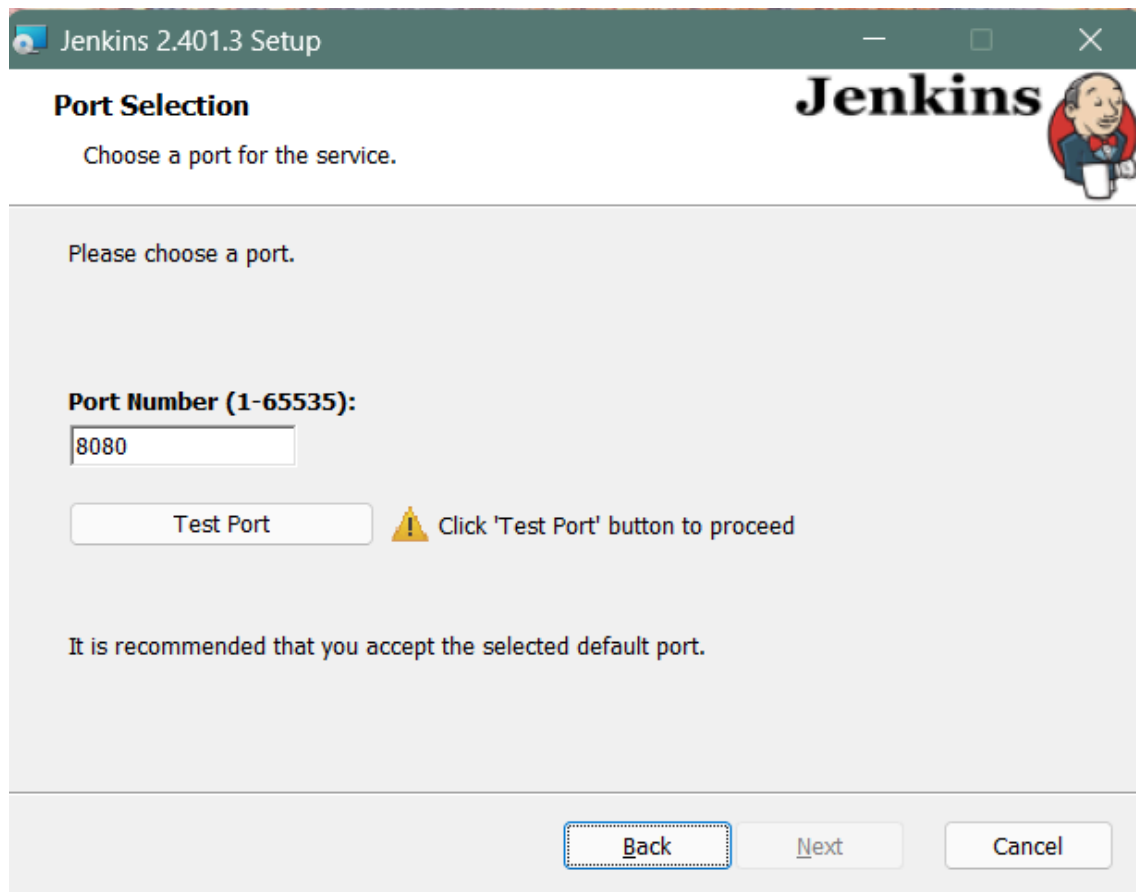 Jenkins 2.401.3 Setup
Port Selection
Jenkins
Choose a port for the service.
Please choose a port.
Port Number (1-65535):
8080
Test Port
Click 'Test Port' button to proceed
It is recommended that you accept the selected default port.
Back
Next
Cancel